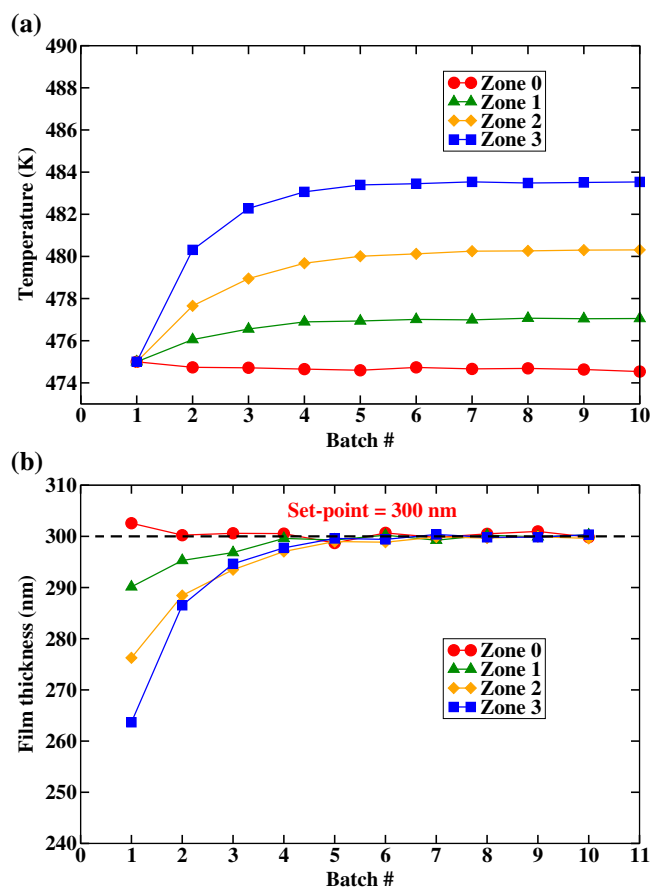 (a)
490
488
486
484
482
480
478
476
474
Temperature (K)
Zone 0
Zone 1
Zone 2
Zone 3
0 1 2 3 4 5 6 7 8 9 10
Batch #
(b)
310
300
290
280
270
260
250
240
Film thickness (nm)
Set-point = 300 nm
Zone 0
Zone 1
Zone 2
Zone 3
0 1 2 3 4 5 6 7 8 9 10 11
Batch #